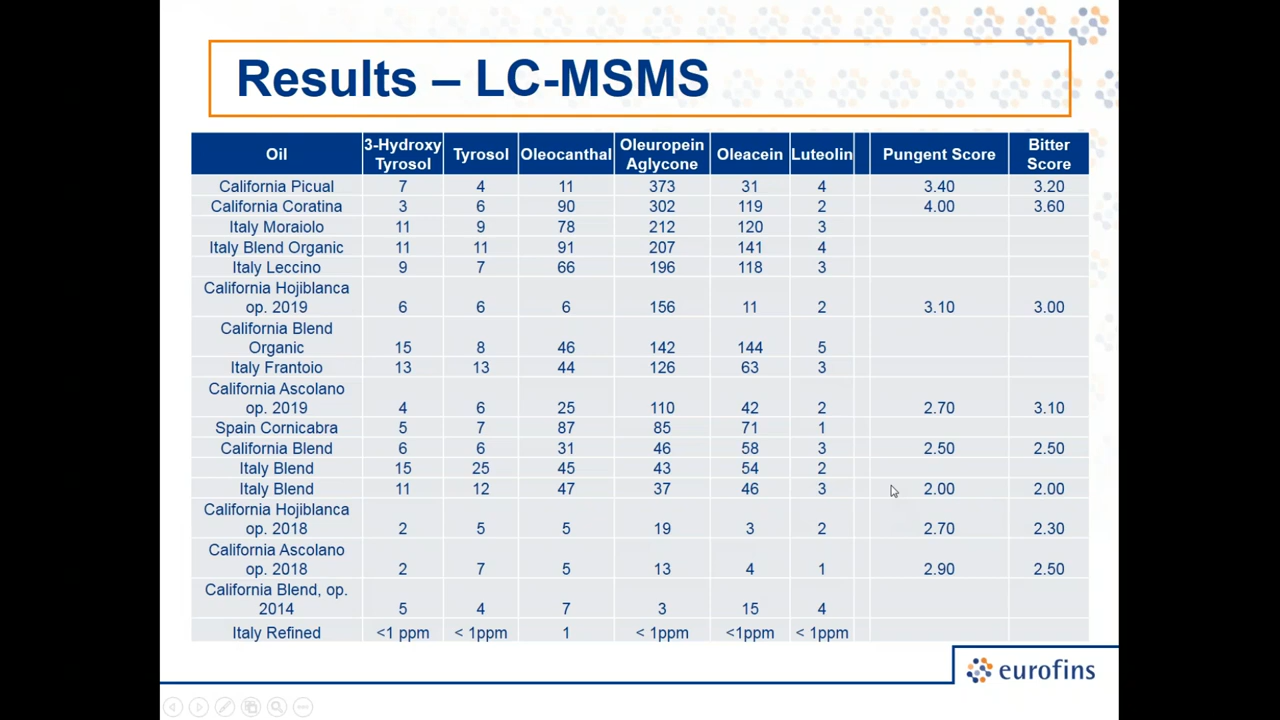 Results – LC-MSMS
Oil 3-Hydroxy Tyrosol Tyrosol Oleocanthal Oleuropein Aglycone Oleacein Luteolin Pungent Score Bitter Score
California Picual 7 4 11 373 31 4 3.40 3.20
California Coratina 3 6 90 302 119 2 4.00 3.60
Italy Moraiolo 11 9 78 212 120 3
Italy Blend Organic 11 11 91 207 141 4
Italy Leccino 9 7 66 196 118 3
California Hojiblanca
op. 2019 6 6 6 156 11 2 3.10 3.00
California Blend
Organic 15 8 46 142 144 5
Italy Frantoio 13 13 44 126 63 3
California Ascolano
op. 2019 4 6 25 110 42 2 2.70 3.10
Spain Cornicabra 5 7 87 85 71 1
California Blend 6 6 31 46 58 3 2.50 2.50
Italy Blend 15 25 45 43 54 2
Italy Blend 11 12 47 37 46 3 2.00 2.00
California Hojiblanca
op. 2018 2 5 5 19 3 2 2.70 2.30
California Ascolano
op. 2018 2 7 5 13 4 1 2.90 2.50
California Blend, op.
2014 5 4 7 3 15 4
Italy Refined <1 ppm < 1ppm 1 < 1ppm <1ppm < 1ppm
eurofins